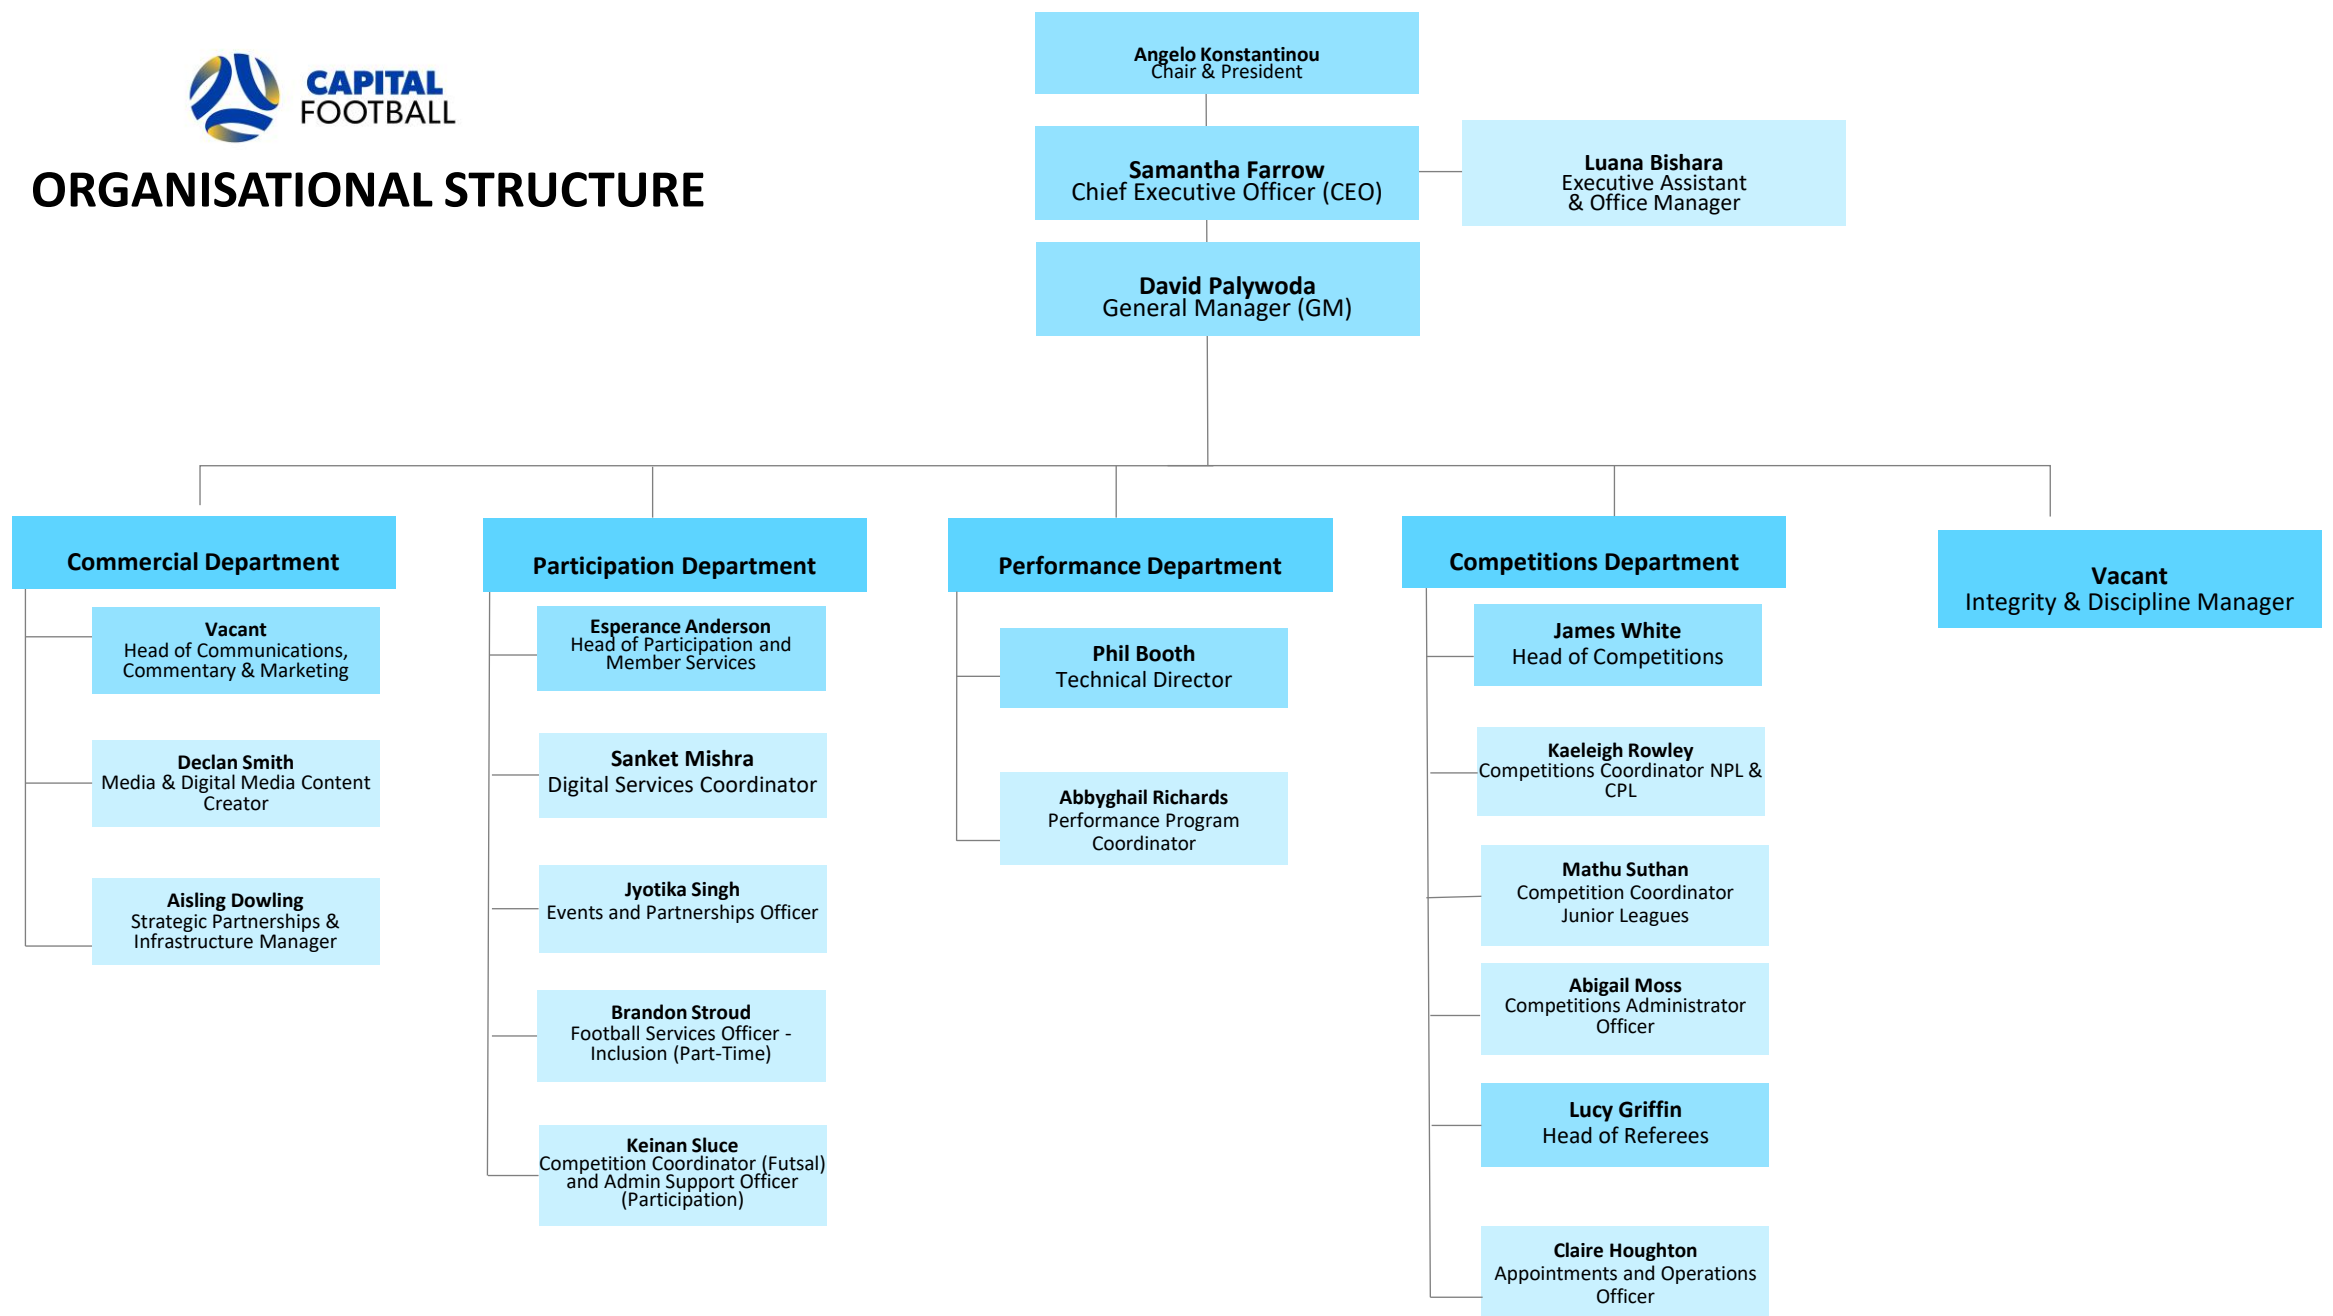 CAPITAL
FOOTBALL
ORGANISATIONAL STRUCTURE
Angelo Konstantinou
Chair & President
Samantha Farrow
Chief Executive Officer (CEO)
Luana Bishara
Executive Assistant
& Office Manager
David Palywoda
General Manager (GM)
Commercial Department
Vacant
Head of Communications,
Commentary & Marketing
Declan Smith
Media & Digital Media Content
Creator
Aisling Dowling
Strategic Partnerships &
Infrastructure Manager
Participation Department
Esperance Anderson
Head of Participation and
Member Services
Sanket Mishra
Digital Services Coordinator
Jyotika Singh
Events and Partnerships Officer
Brandon Stroud
Football Services Officer -
Inclusion (Part-Time)
Keinan Sluce
Competition Coordinator (Futsal)
and Admin Support Officer
(Participation)
Performance Department
Phil Booth
Technical Director
Abbyghail Richards
Performance Program
Coordinator
Competitions Department
James White
Head of Competitions
Kaeleigh Rowley
Competitions Coordinator NPL &
CPL
Mathu Suthan
Competition Coordinator
Junior Leagues
Abigail Moss
Competitions Administrator
Officer
Lucy Griffin
Head of Referees
Claire Houghton
Appointments and Operations
Officer
Vacant
Integrity & Discipline Manager